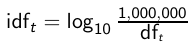 idf_t = log_10 1,000,000/df_t